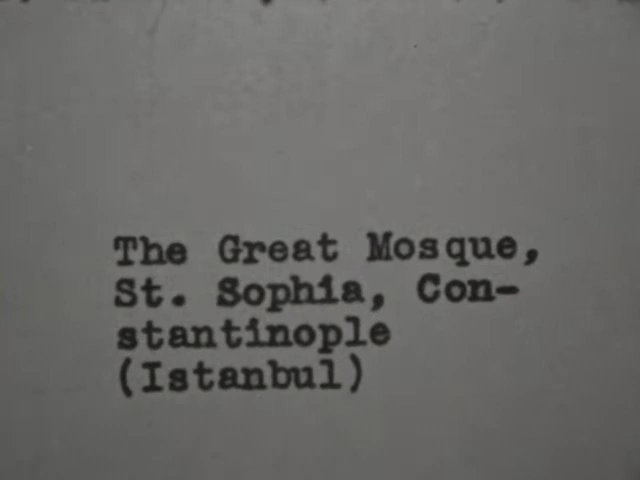 The Great Mosque,
St. Sophia, Con-
stantinople
(Istanbul)